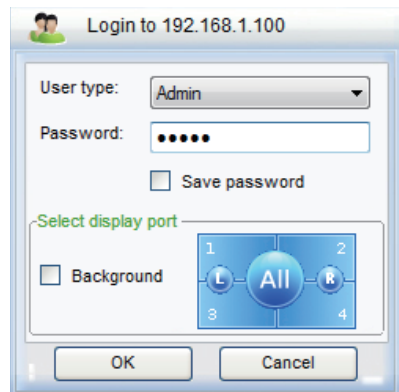 Login to 192.168.1.100
User type: Admin
Password: •••••
Save password
Select display port
1 2
Background L All R
3 4
OK Cancel